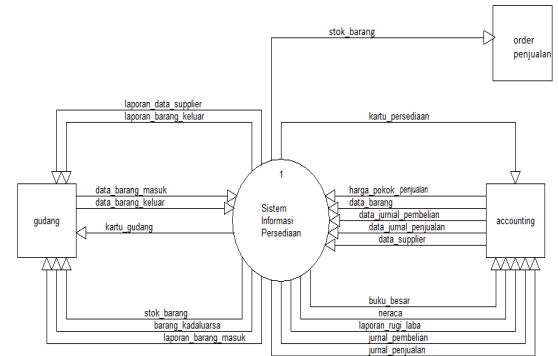 stok_barang
order
penjualan
laporan_data_supplier
laporan_barang_keluar
kartu_persediaan
1
Sistem
Informasi
Persediaan
gudang
data_barang_masuk
data_barang_keluar
kartu_gudang
harga_pokok_penjualan
data_barang
data_jurnial_pembelian
data_jurnal_penjualan
data_supplier
accounting
stok_barang
barang_kadaluarsa
laporan_barang_masuk
buku_besar
neraca
laporan_rugi_laba
jurnal_pembelian
jurnal_penjualan